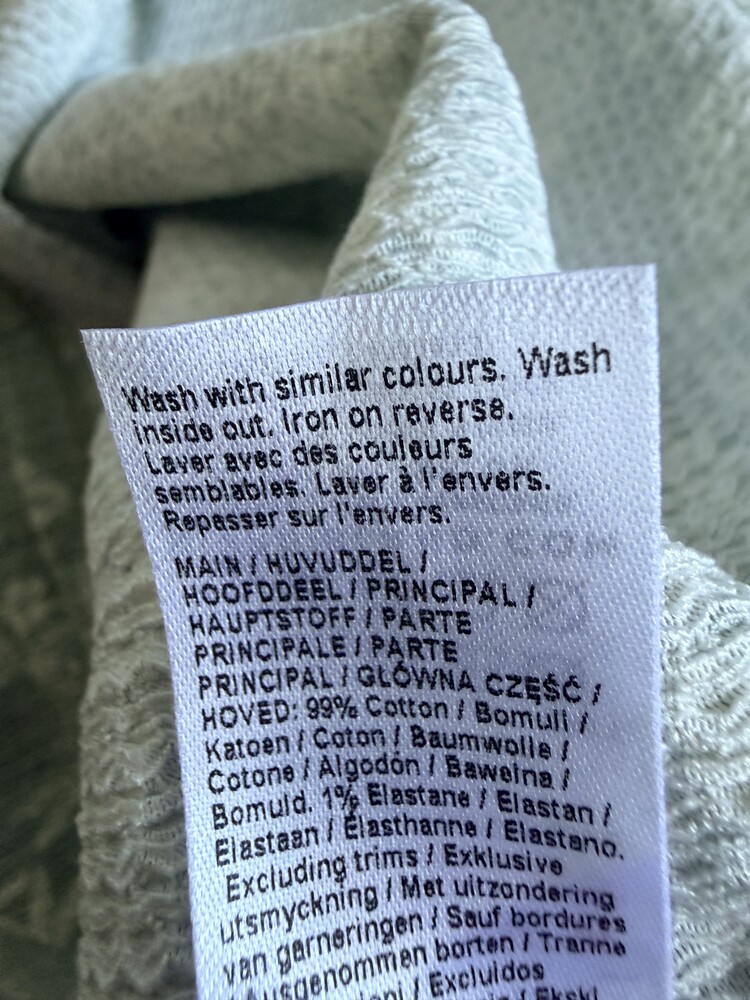 Wash with similar colours. Wash
inside out. Iron on reverse.
Laver avec des couleurs
semblables. Laver à l'envers.
Repasser sur l'envers.
MAIN / HUVUDDEL /
HOOFDDEEL / PRINCIPAL /
HAUPTSTOFF / PARTE
PRINCIPALE / PARTE
PRINCIPAL / GŁÓWNA CZĘŚĆ /
HOVED: 99% Cotton / Bomull /
Katoen / Coton / Baumwolle /
Cotone / Algodón / Bawełna /
Bomuld. 1% Elastane / Elastan /
Elastaan / Élasthanne / Elastano.
Excluding trims / Exklusive
utsmyckning / Met uitzondering
van garneringen / Sauf bordures
/ Ausgenommen borten / Tranne
/ Excluidos
/ Ekskl